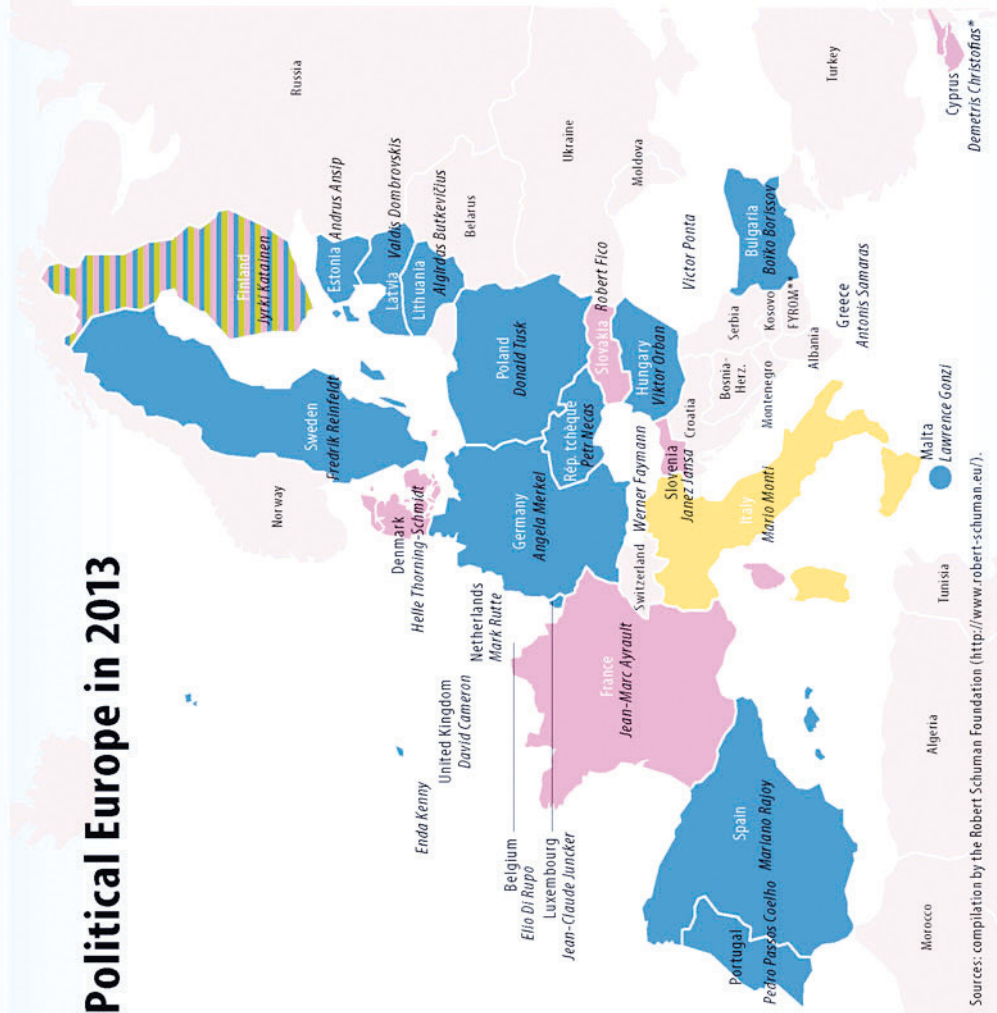 Political Europe in 2013
Russia
Norway
Finland
Jyrki Katainen
Sweden
Fredrik Reinfeldt
Estonia
Andrus Ansip
Latvia
Valdis Dombrovskis
Lithuania
Algirdas Butkevičius
Belarus
Denmark
Helle Thorning-Schmidt
Enda Kenny
United Kingdom
David Cameron
Netherlands
Mark Rutte
Belgium
Elio Di Rupo
Luxembourg
Jean-Claude Juncker
Germany
Angela Merkel
Poland
Donald Tusk
Rép. tchèque
Petr Necas
Slovakia
Robert Fico
Ukraine
Moldova
Hungary
Viktor Orban
Werner Faymann
Switzerland
France
Jean-Marc Ayrault
Slovenia
Janez Jansa
Croatia
Bosnia-
Herz.
Serbia
Montenegro
Kosovo
FYROM**
Albania
Victor Ponta
Bulgaria
Boïko Borissov
Greece
Antonis Samaras
Turkey
Italy
Mario Monti
Portugal
Pedro Passos Coelho
Spain
Mariano Rajoy
Malta
Lawrence Gonzi
Cyprus
Demetris Christofias*
Morocco
Algeria
Tunisia
Sources: compilation by the Robert Schuman Foundation (http://www.robert-schuman.eu/).